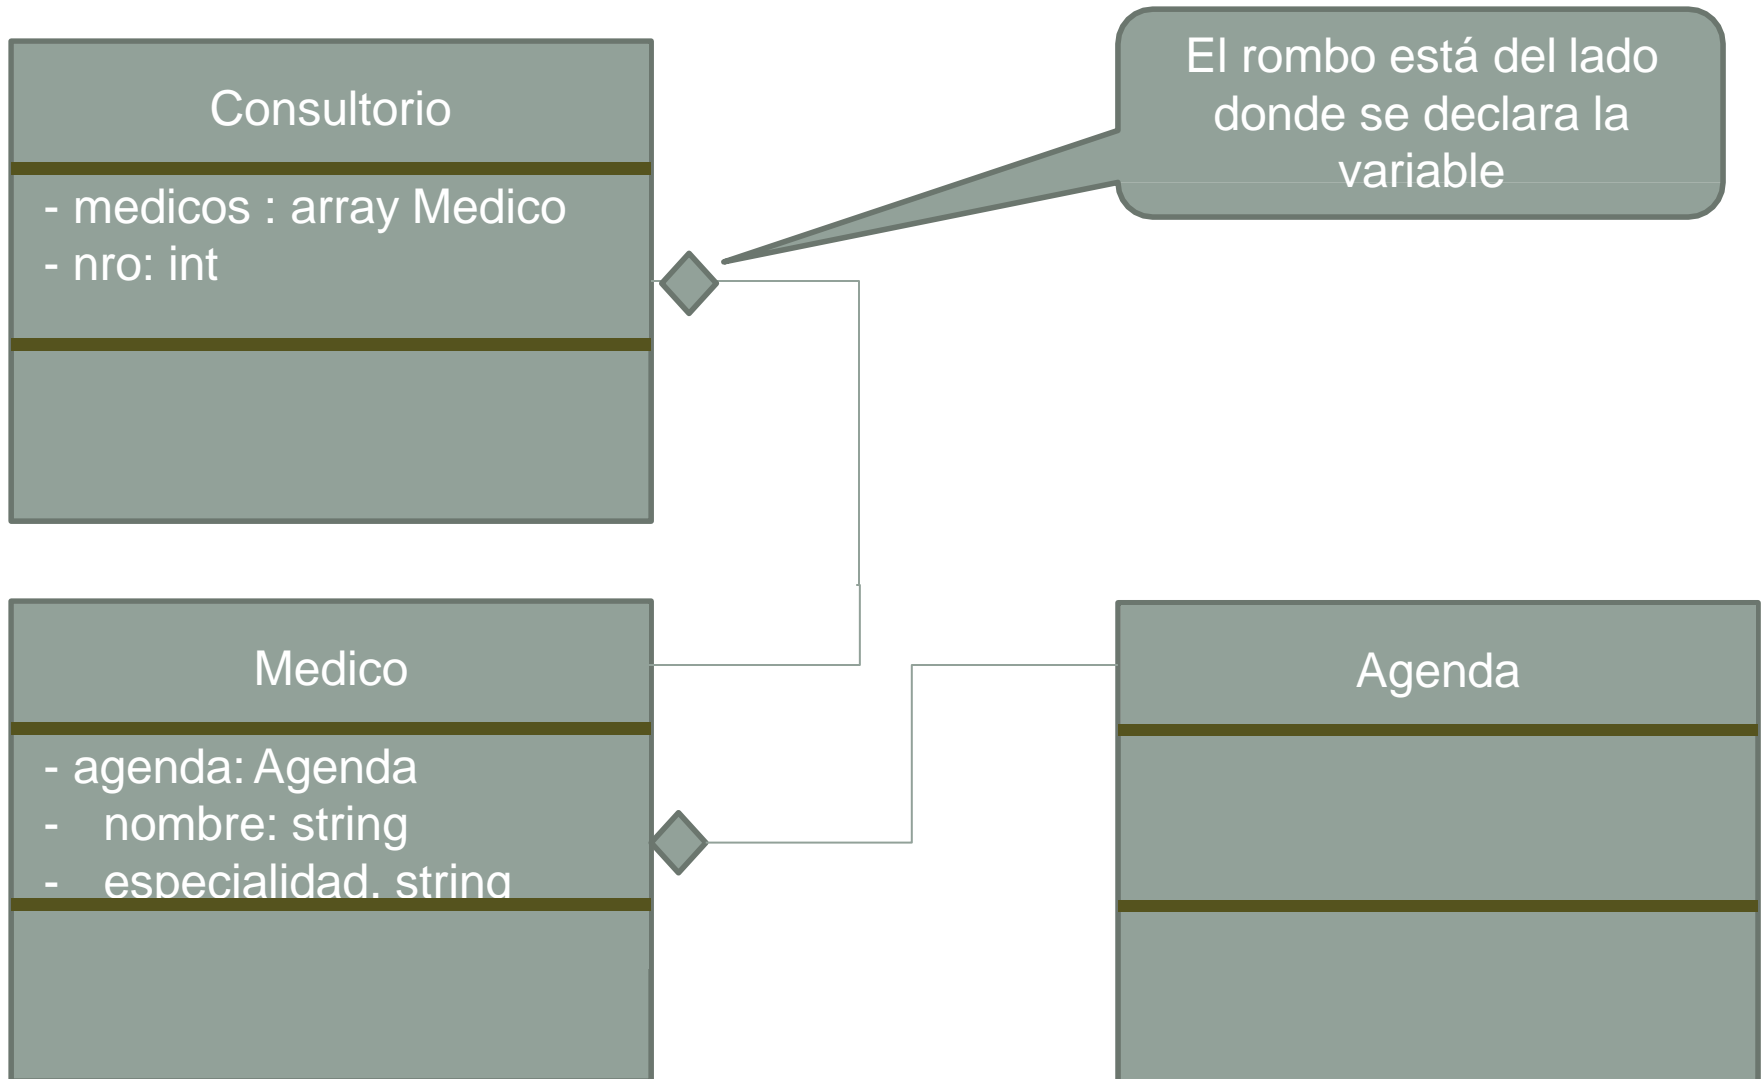 Consultorio
- medicos : array Medico
- nro: int
El rombo está del lado
donde se declara la
variable
Medico
- agenda: Agenda
- nombre: string
- especialidad. string
Agenda